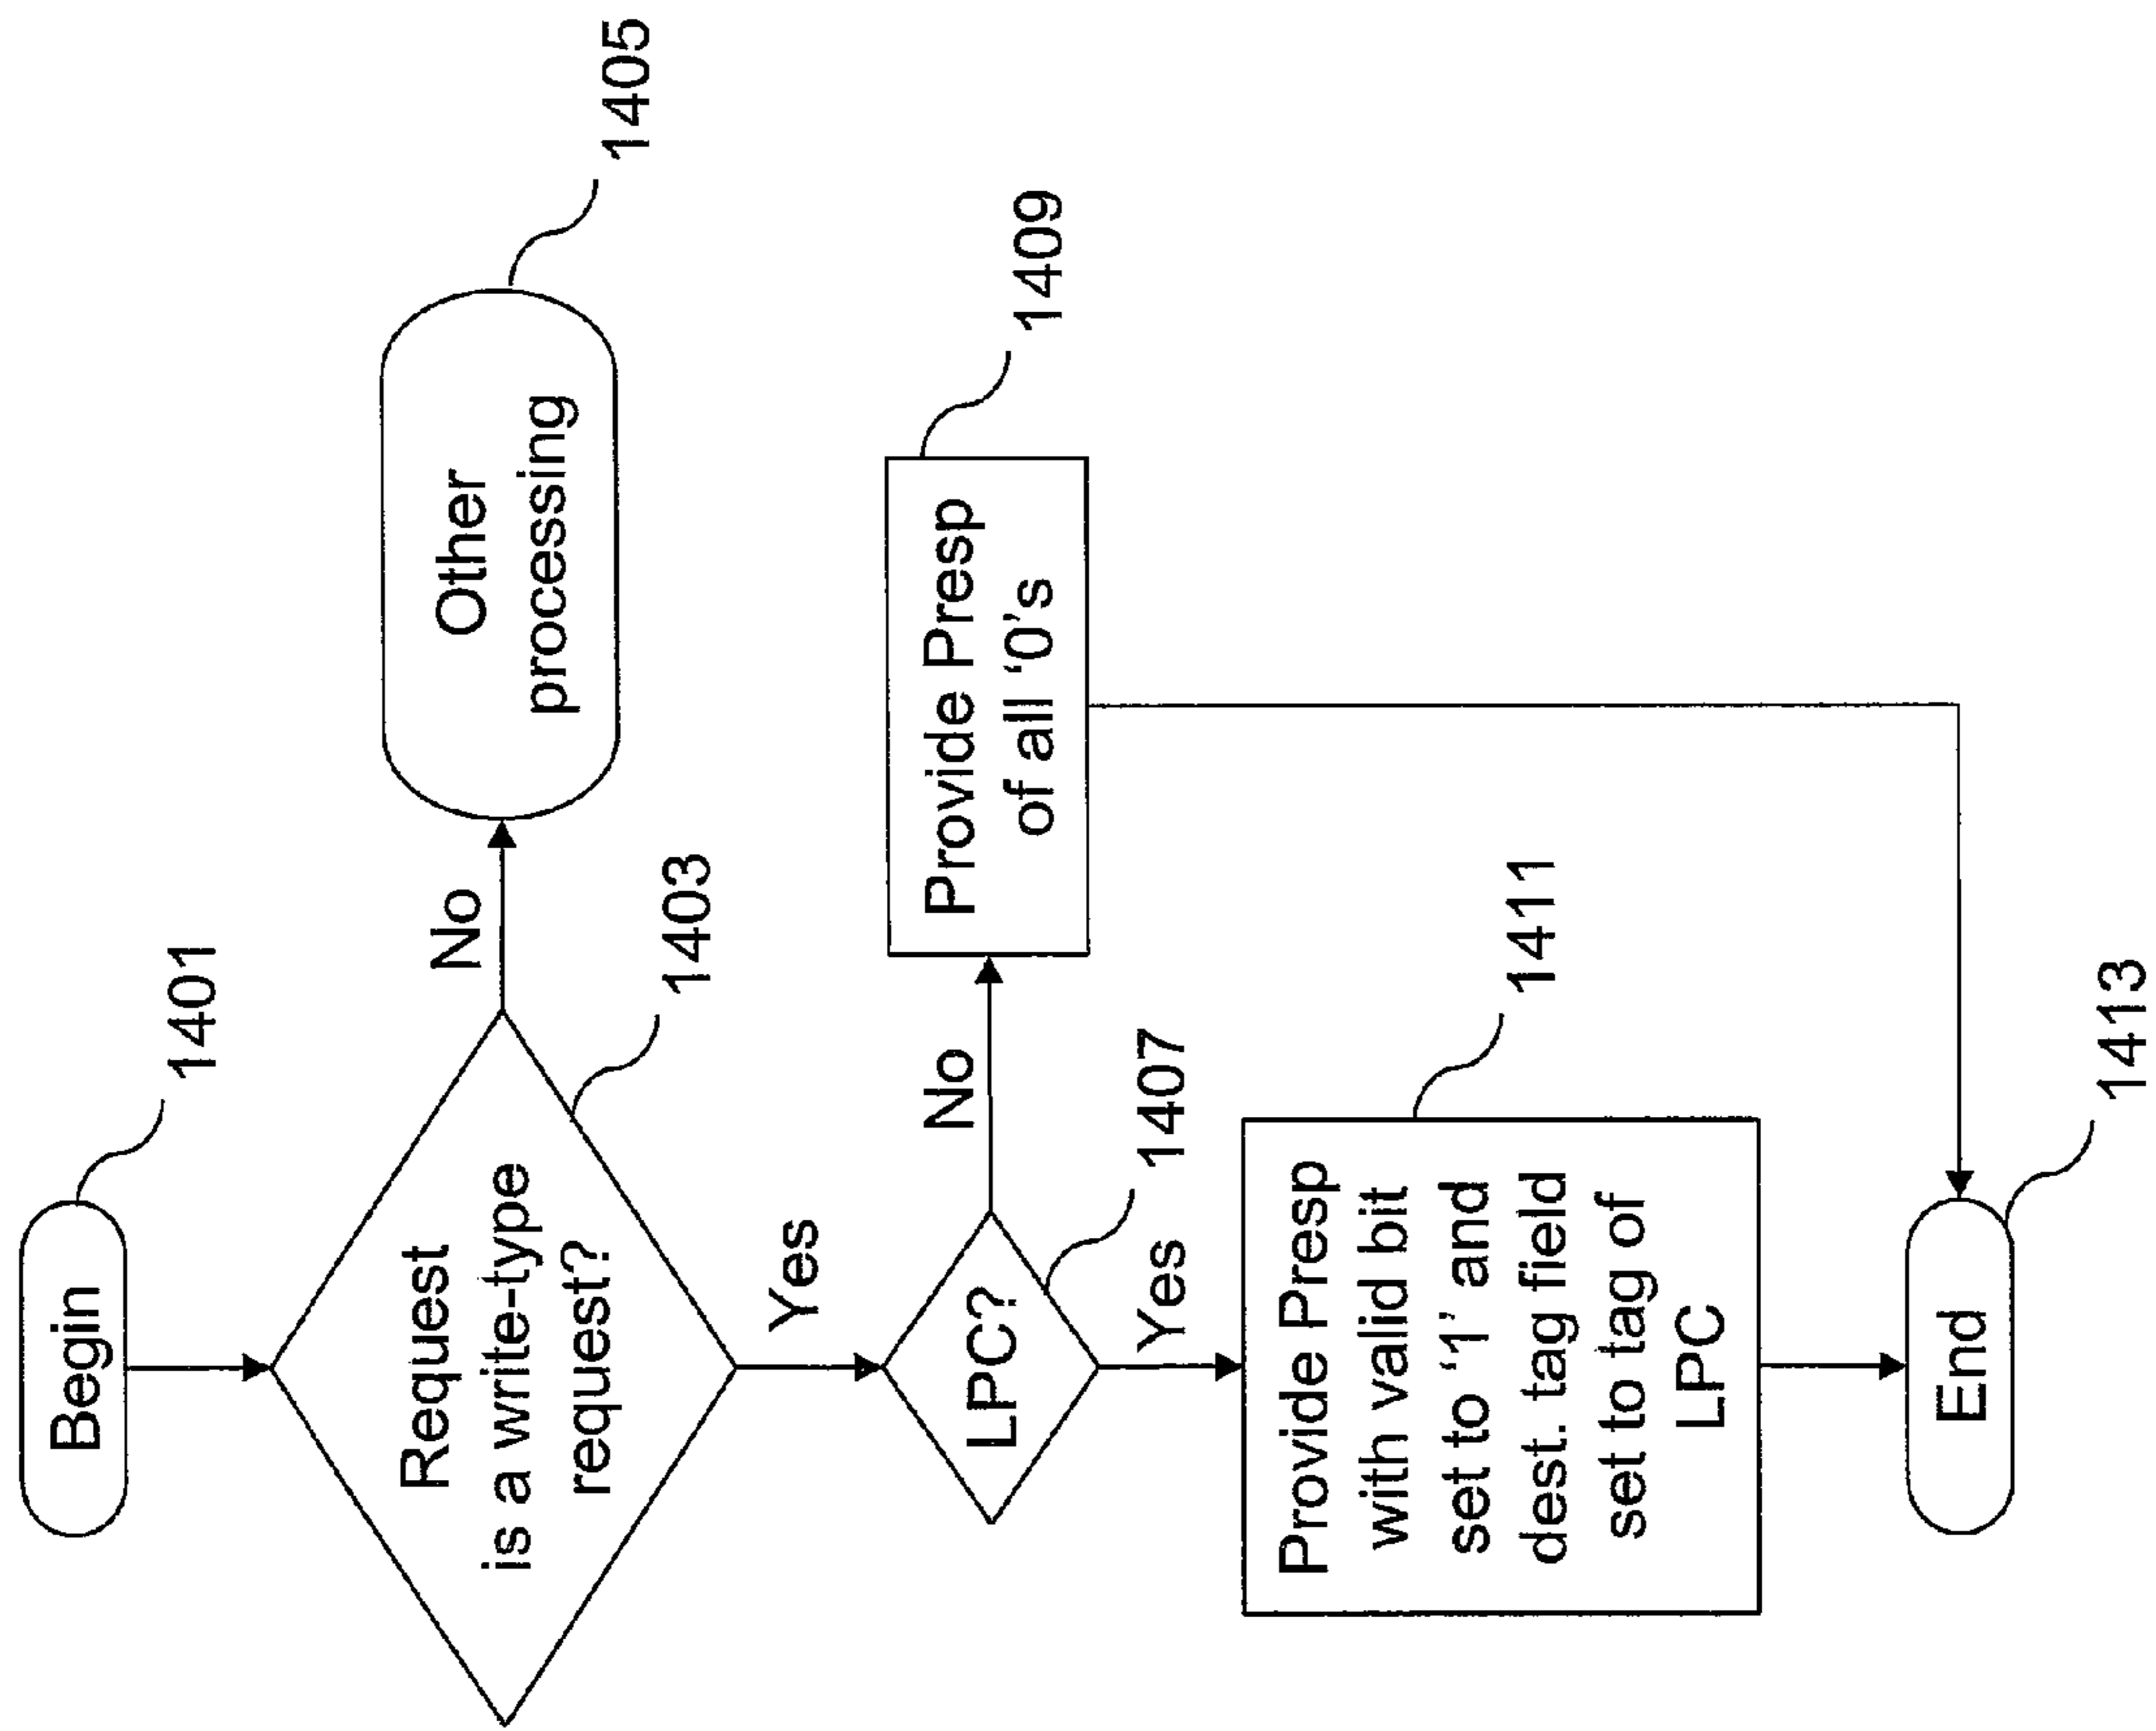 Begin
1401
Request
is a write-type
request?
1403
No
Other
processing
1405
Yes
LPC?
1407
No
Provide Presp
of all ‘0’s
1409
Yes
Provide Presp
with valid bit
set to ‘1’ and
dest. tag field
set to tag of
LPC
1411
End
1413